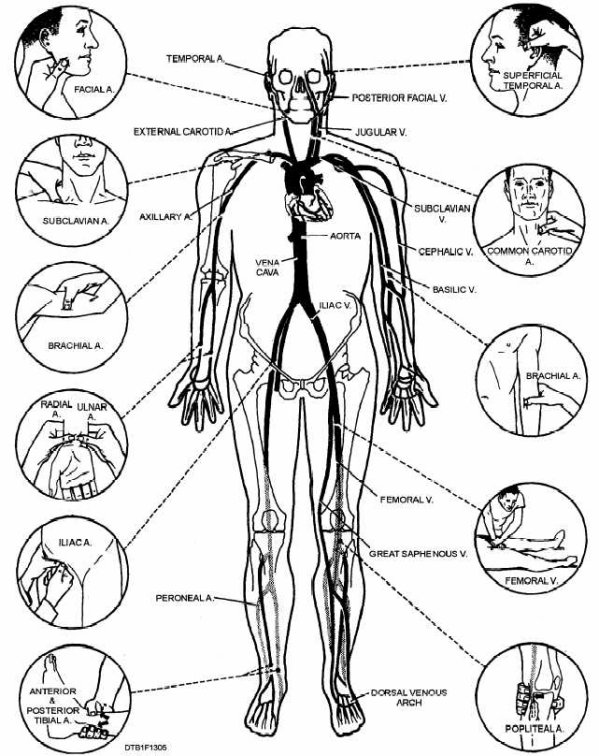 FACIAL A.
TEMPORAL A.
SUPERFICIAL
TEMPORAL A.
POSTERIOR FACIAL V.
EXTERNAL CAROTID A.
JUGULAR V.
SUBCLAVIAN A.
AXILLARY A.
SUBCLAVIAN
V.
COMMON CAROTID
A.
AORTA
VENA
CAVA
CEPHALIC V.
BASILIC V.
ILIAC V.
BRACHIAL A.
BRACHIAL A.
RADIAL
A.
ULNAR
A.
FEMORAL V.
ILIAC A.
GREAT SAPHENOUS V.
FEMORAL V.
PERONEAL A.
ANTERIOR
&
POSTERIOR
TIBIAL A.
DORSAL VENOUS
ARCH
POPLITEAL A.
DTB1F1306